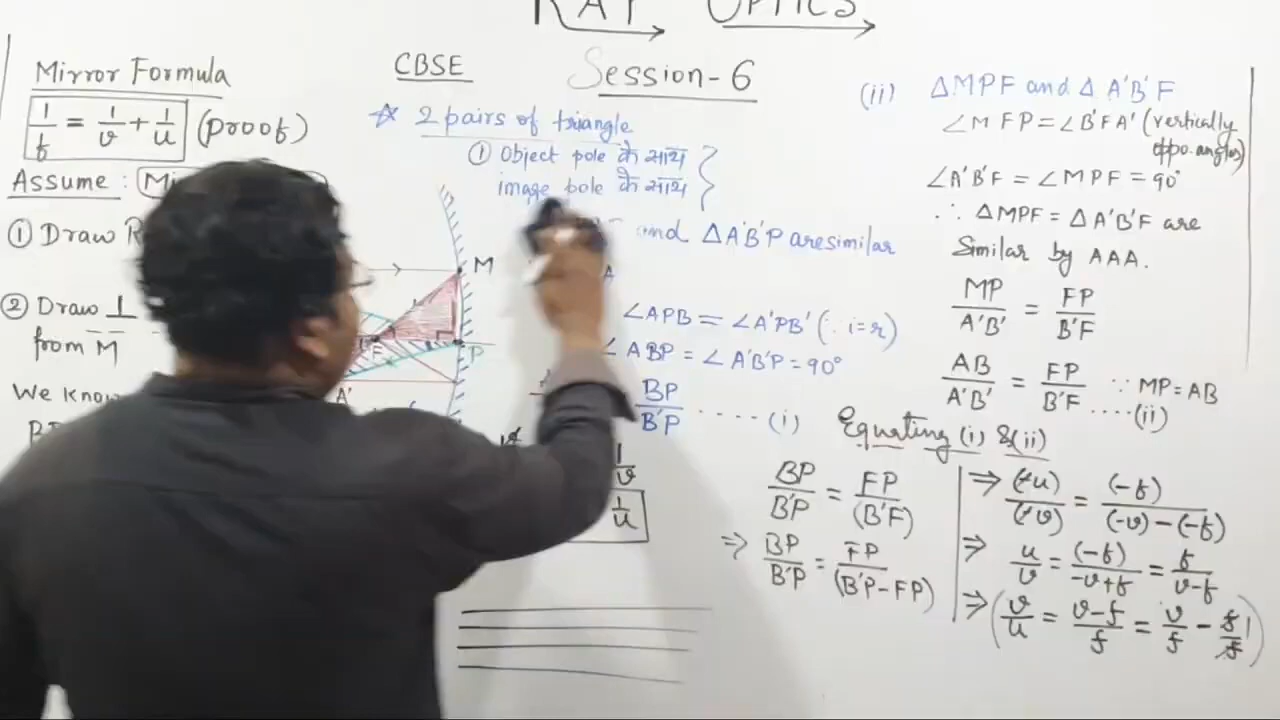 RAY OPTICS
CBSE
Session-6
Mirror Formula
1/f = 1/v + 1/u (proof)
Assume :
① Draw
② Draw ⊥
from M
We know
M
F
P
A'
☆ 2 pairs of triangle
① Object pole के साथ
image pole के साथ
and ΔA'B'P are similar
∠APB = ∠A'PB' (∵ i=r)
∠ABP = ∠A'B'P = 90°
BP/B'P ..... (i)
1/v
1/u
(ii) ΔMPF and Δ A'B'F
∠MFP = ∠B'FA' (vertically
oppo. angles)
∠A'B'F = ∠MPF = 90°
∴ ΔMPF = ΔA'B'F are
Similar by AAA.
MP/A'B' = FP/B'F
AB/A'B' = FP/B'F ∵ MP = AB
.....(ii)
Equating (i) & (ii)
BP/B'P = FP/(B'F)
⇒ BP/B'P = FP/(B'P-FP)
⇒ (-u)/(-v) = (-f)/((-v)-(-f))
⇒ u/v = (-f)/(-v+f) = f/(v-f)
⇒ (v/u = (v-f)/f = v/f - f/f)